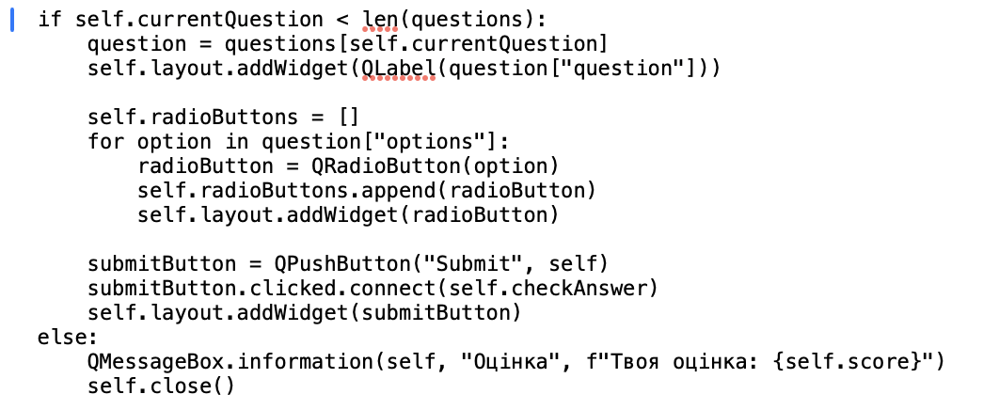 if self.currentQuestion < len(questions):
    question = questions[self.currentQuestion]
    self.layout.addWidget(QLabel(question["question"]))

    self.radioButtons = []
    for option in question["options"]:
        radioButton = QRadioButton(option)
        self.radioButtons.append(radioButton)
        self.layout.addWidget(radioButton)

    submitButton = QPushButton("Submit", self)
    submitButton.clicked.connect(self.checkAnswer)
    self.layout.addWidget(submitButton)
else:
    QMessageBox.information(self, "Оцінка", f"Твоя оцінка: {self.score}")
    self.close()